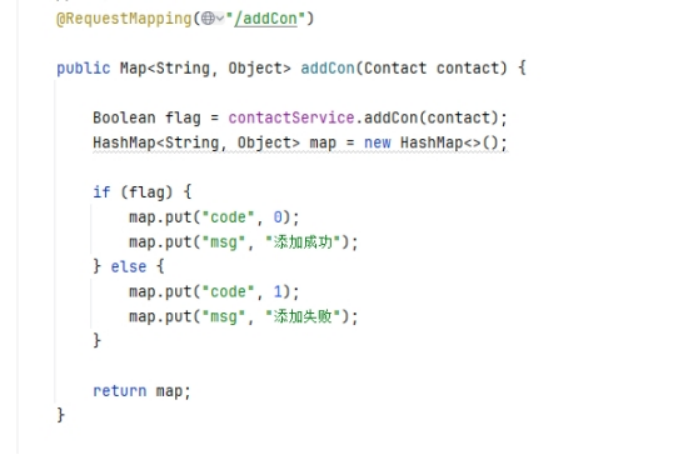 @RequestMapping("/addCon")
public Map<String, Object> addCon(Contact contact) {
Boolean flag = contactService.addCon(contact);
HashMap<String, Object> map = new HashMap<>();
if (flag) {
map.put("code", 0);
map.put("msg", "添加成功");
} else {
map.put("code", 1);
map.put("msg", "添加失败");
}
return map;
}